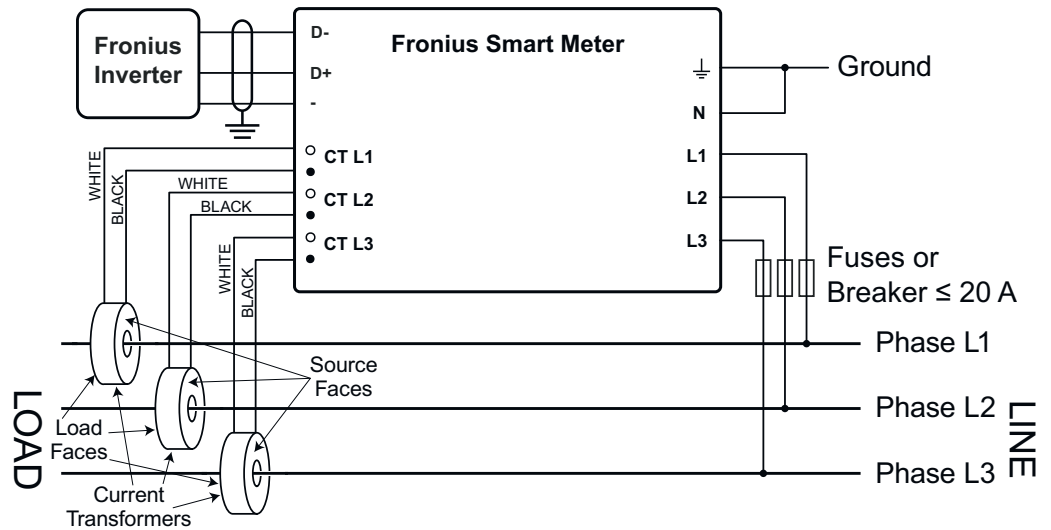 Fronius
Inverter
D-
D+
-
Fronius Smart Meter
Ground
N
L1
L2
L3
CT L1
CT L2
CT L3
WHITE
BLACK
WHITE
BLACK
WHITE
BLACK
Fuses or
Breaker ≤ 20 A
Phase L1
Source
Faces
Phase L2
Load
Faces
Phase L3
Current
Transformers
LOAD
LINE